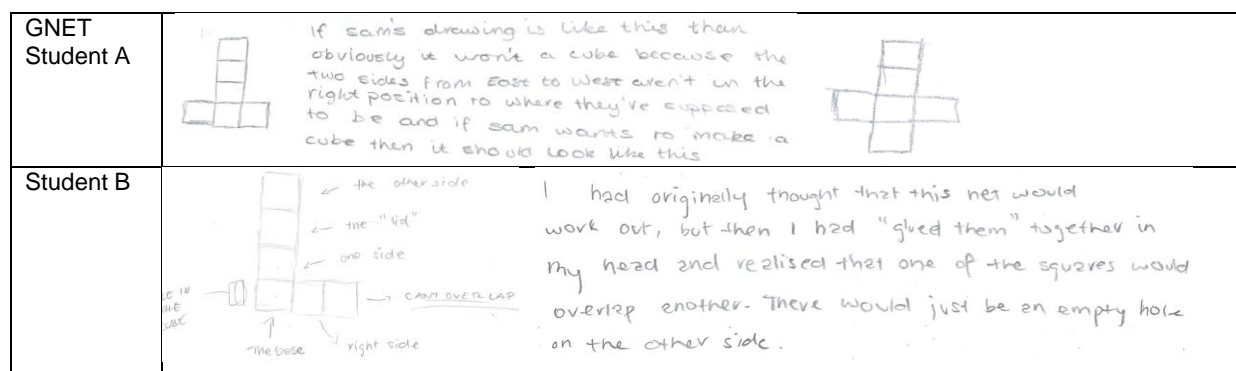 GNET
Student A
If sam's drawing is like this than
obviously it won't a cube because the
two sides from East to West aren't in the
right position to where they've supposed
to be and if sam wants to make a
cube then it should look like this
Student B
the other side
the "lid"
one side
CAN'T OVERLAP
The base
right side
I had originally thought that this net would
work out, but then I had "glued them" together in
my head and realised that one of the squares would
overlap another. There would just be an empty hole
on the other side.